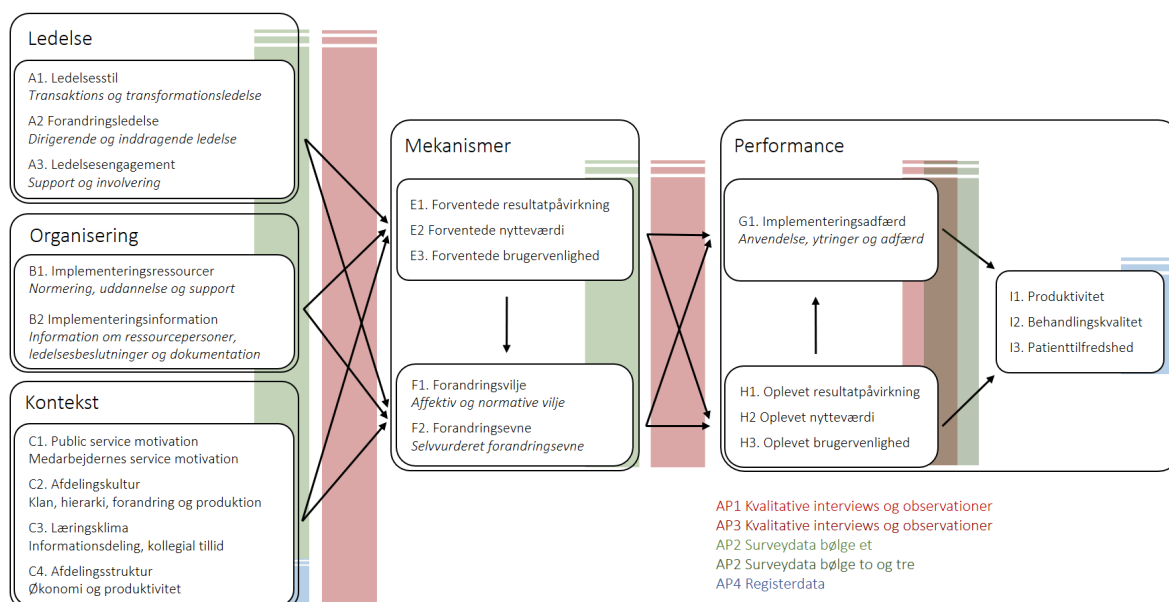 Ledelse
A1. Ledelsesstil
Transaktions og transformationsledelse
A2 Forandringsledelse
Dirigerende og inddragende ledelse
A3. Ledelsesengagement
Support og involvering
Organisering
B1. Implementeringsressourcer
Normering, uddannelse og support
B2 Implementeringsinformation
Information om ressourcepersoner,
ledelsesbeslutninger og dokumentation
Kontekst
C1. Public service motivation
Medarbejdernes service motivation
C2. Afdelingskultur
Klan, hierarki, forandring og produktion
C3. Læringsklima
Informationsdeling, kollegial tillid
C4. Afdelingsstruktur
Økonomi og produktivitet
Mekanismer
E1. Forventede resultatpåvirkning
E2 Forventede nytteværdi
E3. Forventede brugervenlighed
F1. Forandringsvilje
Affektiv og normative vilje
F2. Forandringsevne
Selvvurderet forandringsevne
Performance
G1. Implementeringsadfærd
Anvendelse, ytringer og adfærd
H1. Oplevet resultatpåvirkning
H2 Oplevet nytteværdi
H3. Oplevet brugervenlighed
I1. Produktivitet
I2. Behandlingskvalitet
I3. Patienttilfredshed
AP1 Kvalitative interviews og observationer
AP3 Kvalitative interviews og observationer
AP2 Surveydata bølge et
AP2 Surveydata bølge to og tre
AP4 Registerdata